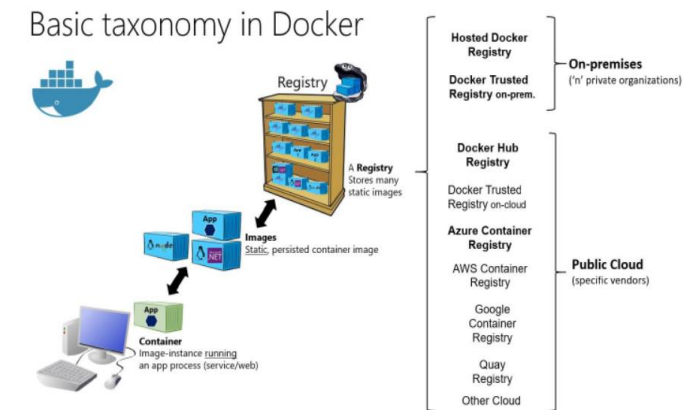 Basic taxonomy in Docker
Registry
A Registry
Stores many
static images
App
node
.NET
Images
Static, persisted container image
App
Container
Image-instance running
an app process (service/web)
Hosted Docker
Registry
Docker Trusted
Registry on-prem.
On-premises
('n' private organizations)
Docker Hub
Registry
Docker Trusted
Registry on-cloud
Azure Container
Registry
AWS Container
Registry
Google
Container
Registry
Quay
Registry
Other Cloud
Public Cloud
(specific vendors)